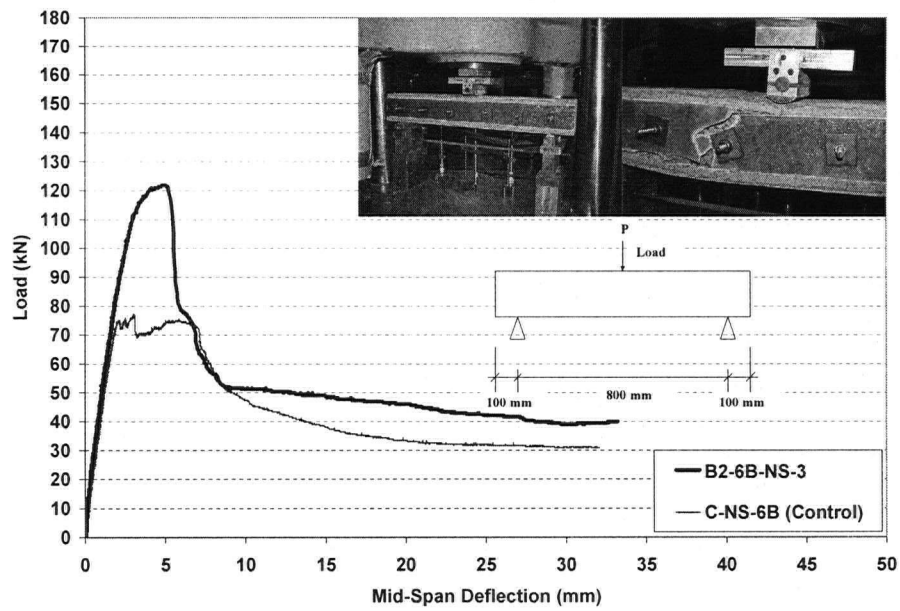 180
170
160
150
140
130
120
110
100
90
80
70
60
50
40
30
20
10
0
Load (kN)
P
Load
100 mm
800 mm
100 mm
B2-6B-NS-3
C-NS-6B (Control)
0 5 10 15 20 25 30 35 40 45 50
Mid-Span Deflection (mm)